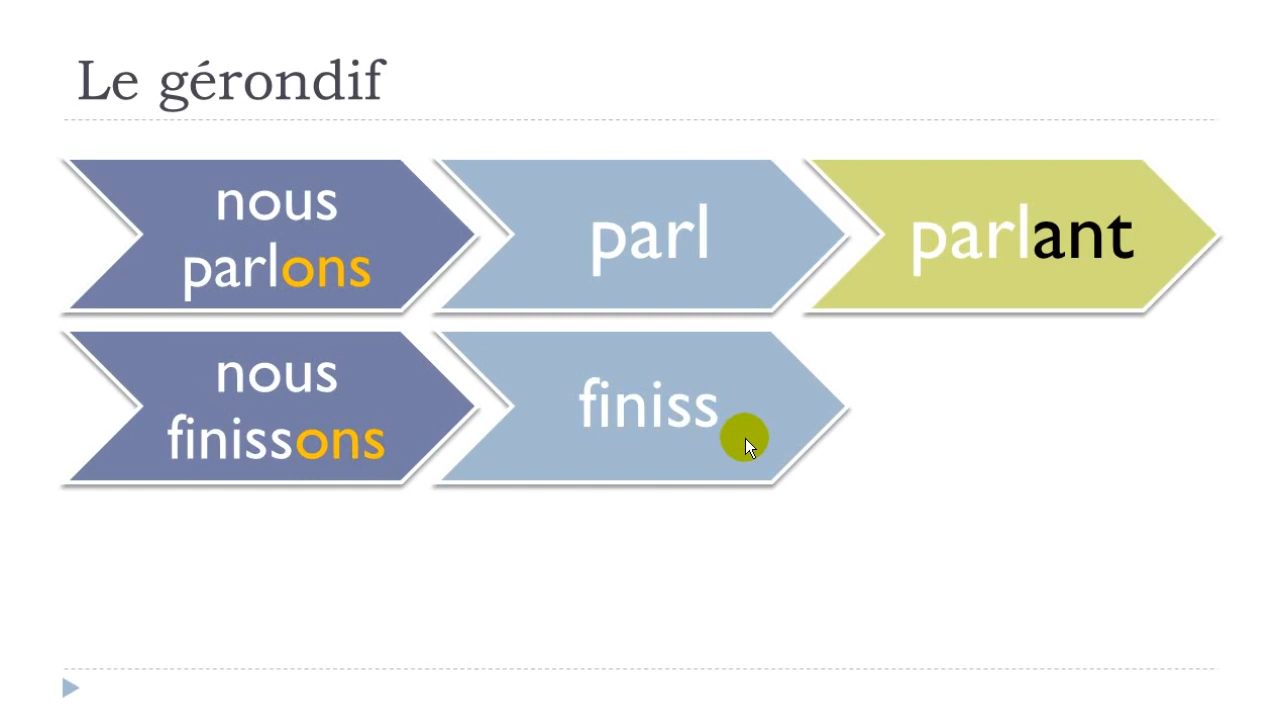 Le gérondif
nous
parlons
parl
parlant
nous
finissons
finiss